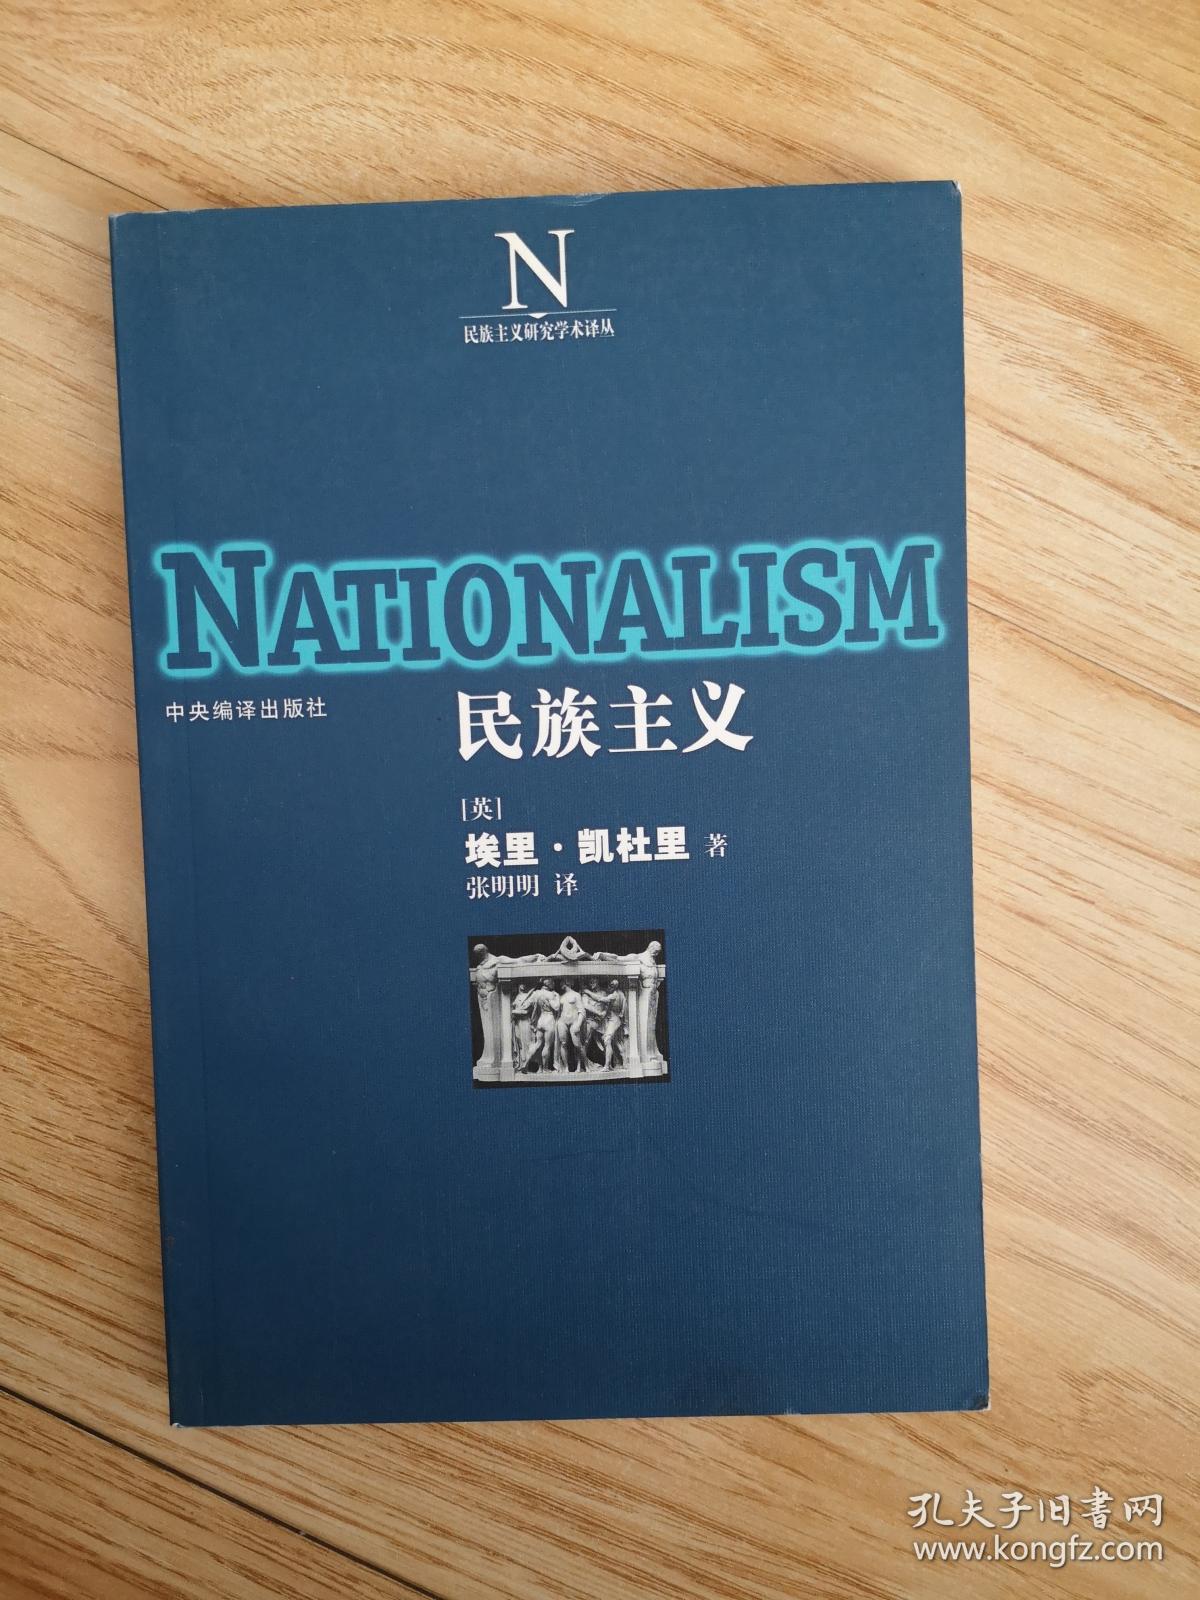 N
民族主义研究学术译丛
NATIONALISM
中央编译出版社
民族主义
[英]
埃里·凯杜里 著
张明明 译
孔夫子旧书网
www.kongfz.com